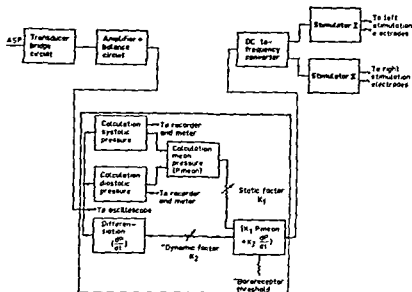 ASP
Transducer
bridge
circuit
Amplifier +
balance
circuit
DC to-
frequency
converter
Stimulator I
To left
stimulation
electrodes
Stimulator II
To right
stimulation
electrodes
Calculation
systolic
pressure
To recorder
and meter
Calculation
mean
pressure
(Pmean)
Calculation
diastolic
pressure
To recorder
and meter
Static factor
K1
To oscilloscope
Differen-
tiation
(dP/dt)
"Dynamic factor
K2
[K1 Pmean
+ K2 dP/dt]
"Baroreceptor
threshold